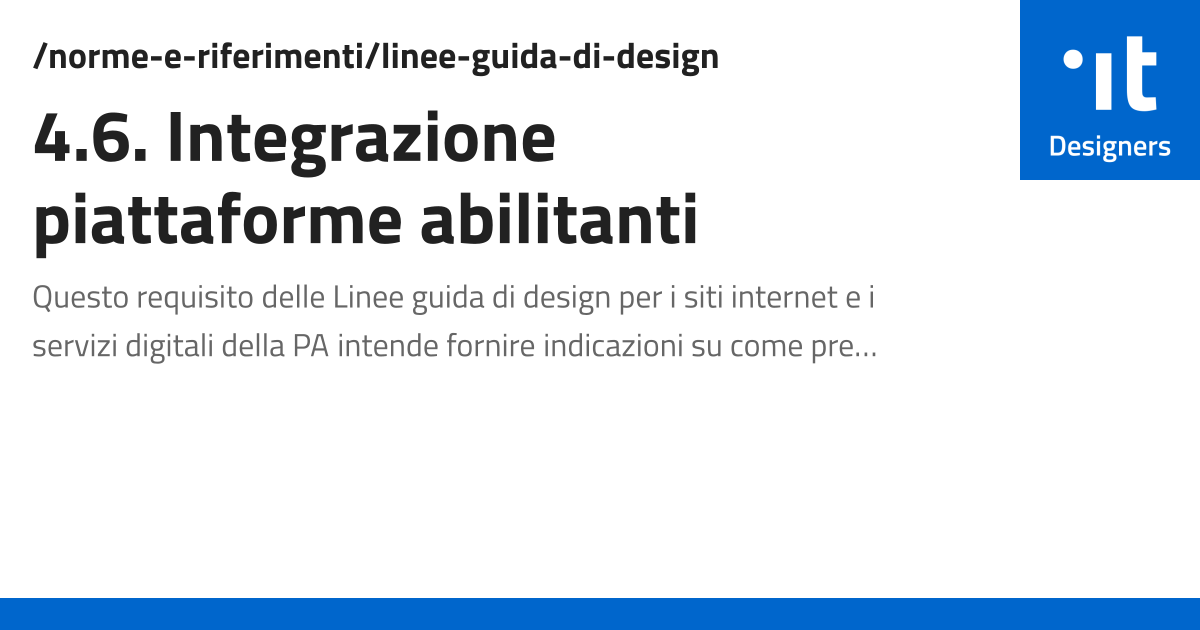 /norme-e-riferimenti/linee-guida-di-design
4.6. Integrazione
piattaforme abilitanti
Questo requisito delle Linee guida di design per i siti internet e i
servizi digitali della PA intende fornire indicazioni su come pre…
it
Designers